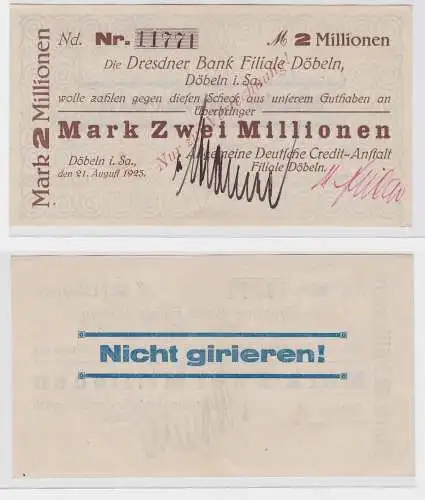 Mark 2 Millionen
Nd. Nr. 11771 M 2 Millionen
Die Dresdner Bank Filiale Döbeln,
Döbeln i. Sa.,
wolle zahlen gegen diesen Scheck aus unserem Guthaben an
Überbringer
Mark Zwei Millionen
Döbeln i. Sa., Allgemeine Deutsche Credit-Anstalt
den 21. August 1923. Filiale Döbeln.
Nur zur
Nicht girieren!